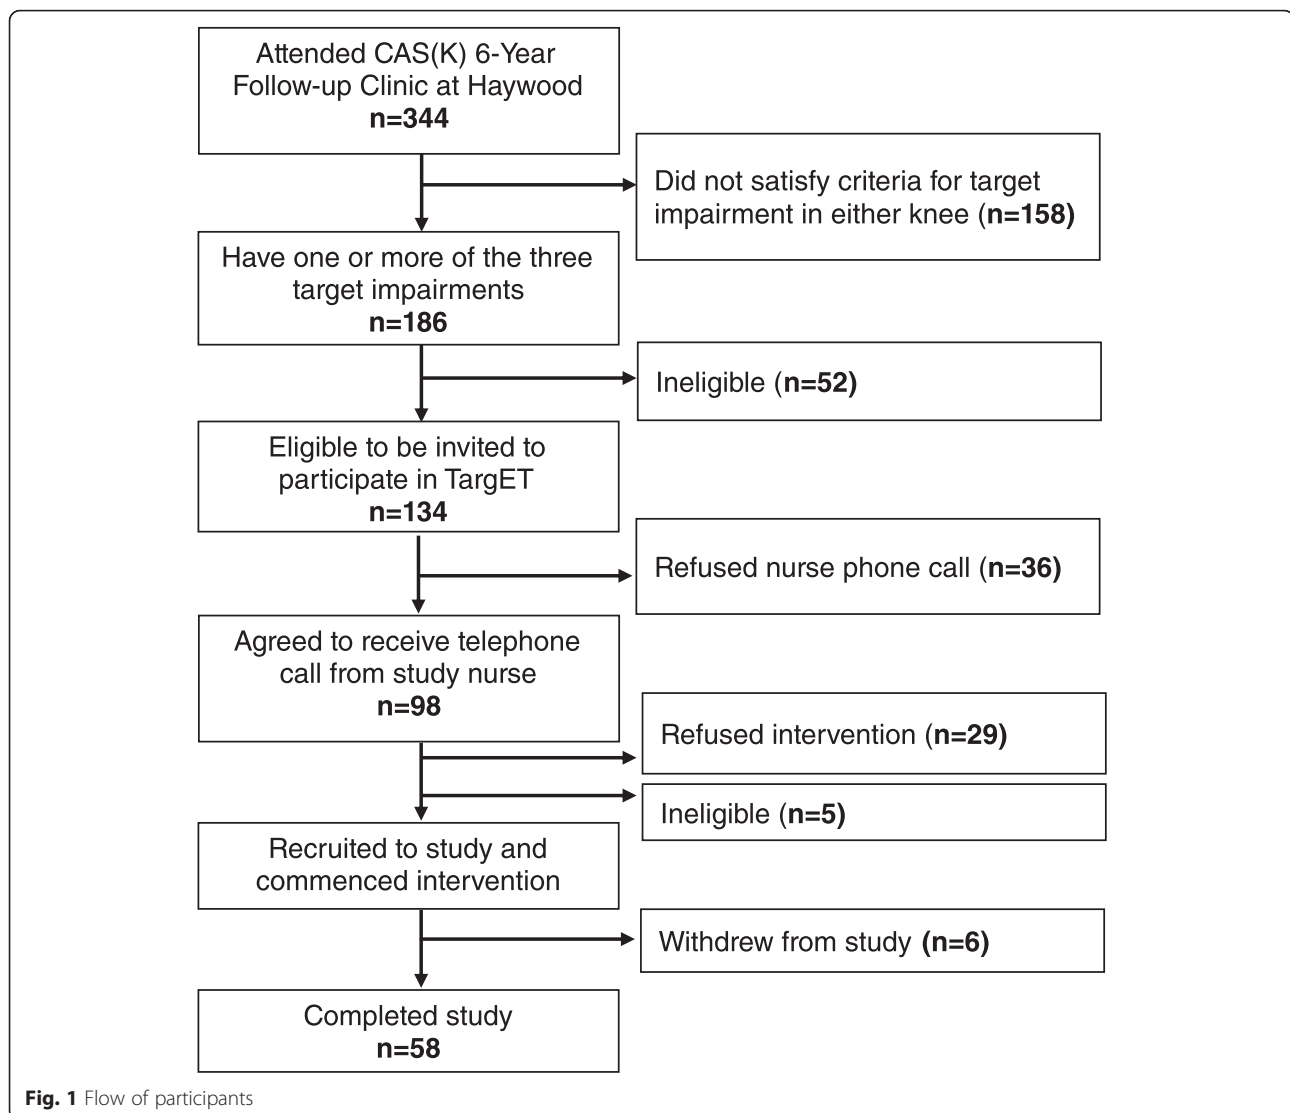 Attended CAS(K) 6-Year
Follow-up Clinic at Haywood
n=344
Did not satisfy criteria for target
impairment in either knee (n=158)
Have one or more of the three
target impairments
n=186
Ineligible (n=52)
Eligible to be invited to
participate in TargET
n=134
Refused nurse phone call (n=36)
Agreed to receive telephone
call from study nurse
n=98
Refused intervention (n=29)
Ineligible (n=5)
Recruited to study and
commenced intervention
Withdrew from study (n=6)
Completed study
n=58
Fig. 1 Flow of participants